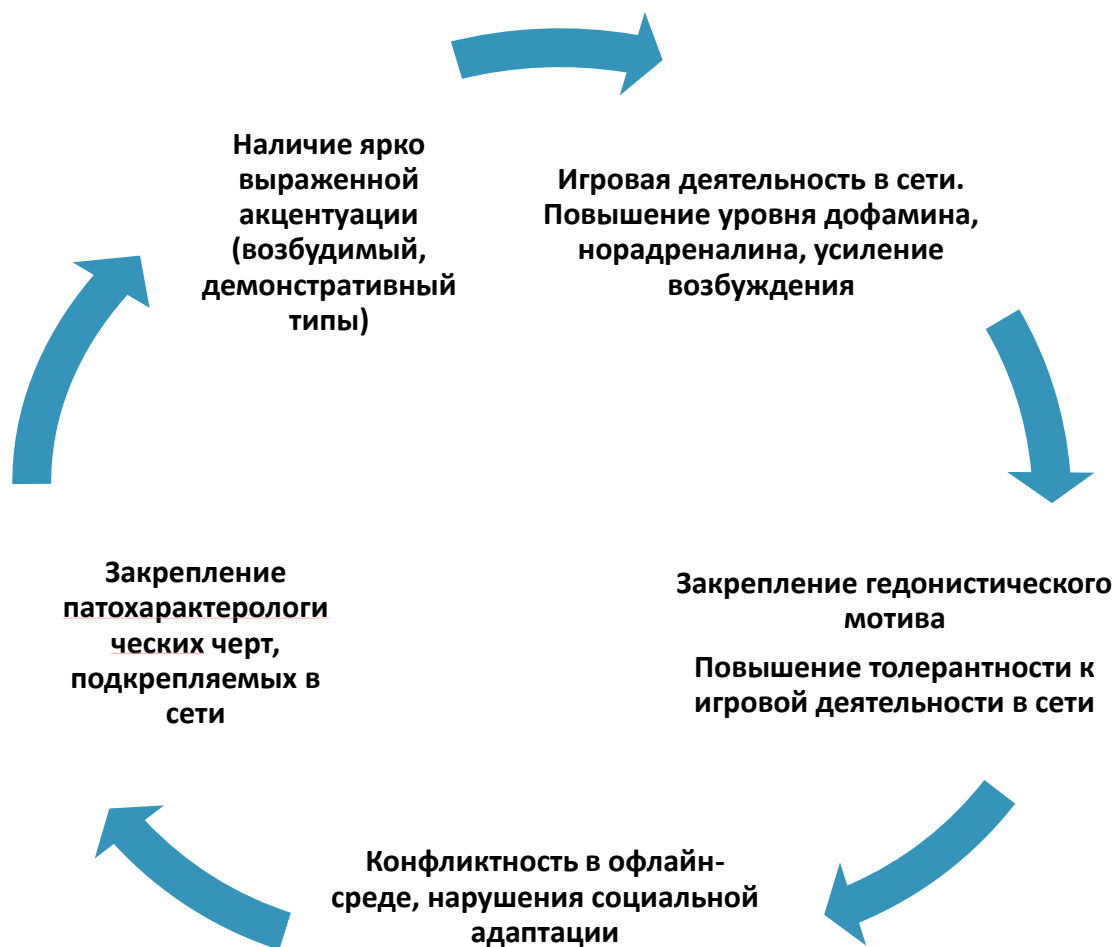 Наличие ярко
выраженной
акцентуации
(возбудимый,
демонстративный
типы)
Игровая деятельность в сети.
Повышение уровня дофамина,
норадреналина, усиление
возбуждения
Закрепление гедонистического
мотива
Повышение толерантности к
игровой деятельности в сети
Конфликтность в офлайн-
среде, нарушения социальной
адаптации
Закрепление
патохарактерологи
ческих черт,
подкрепляемых в
сети